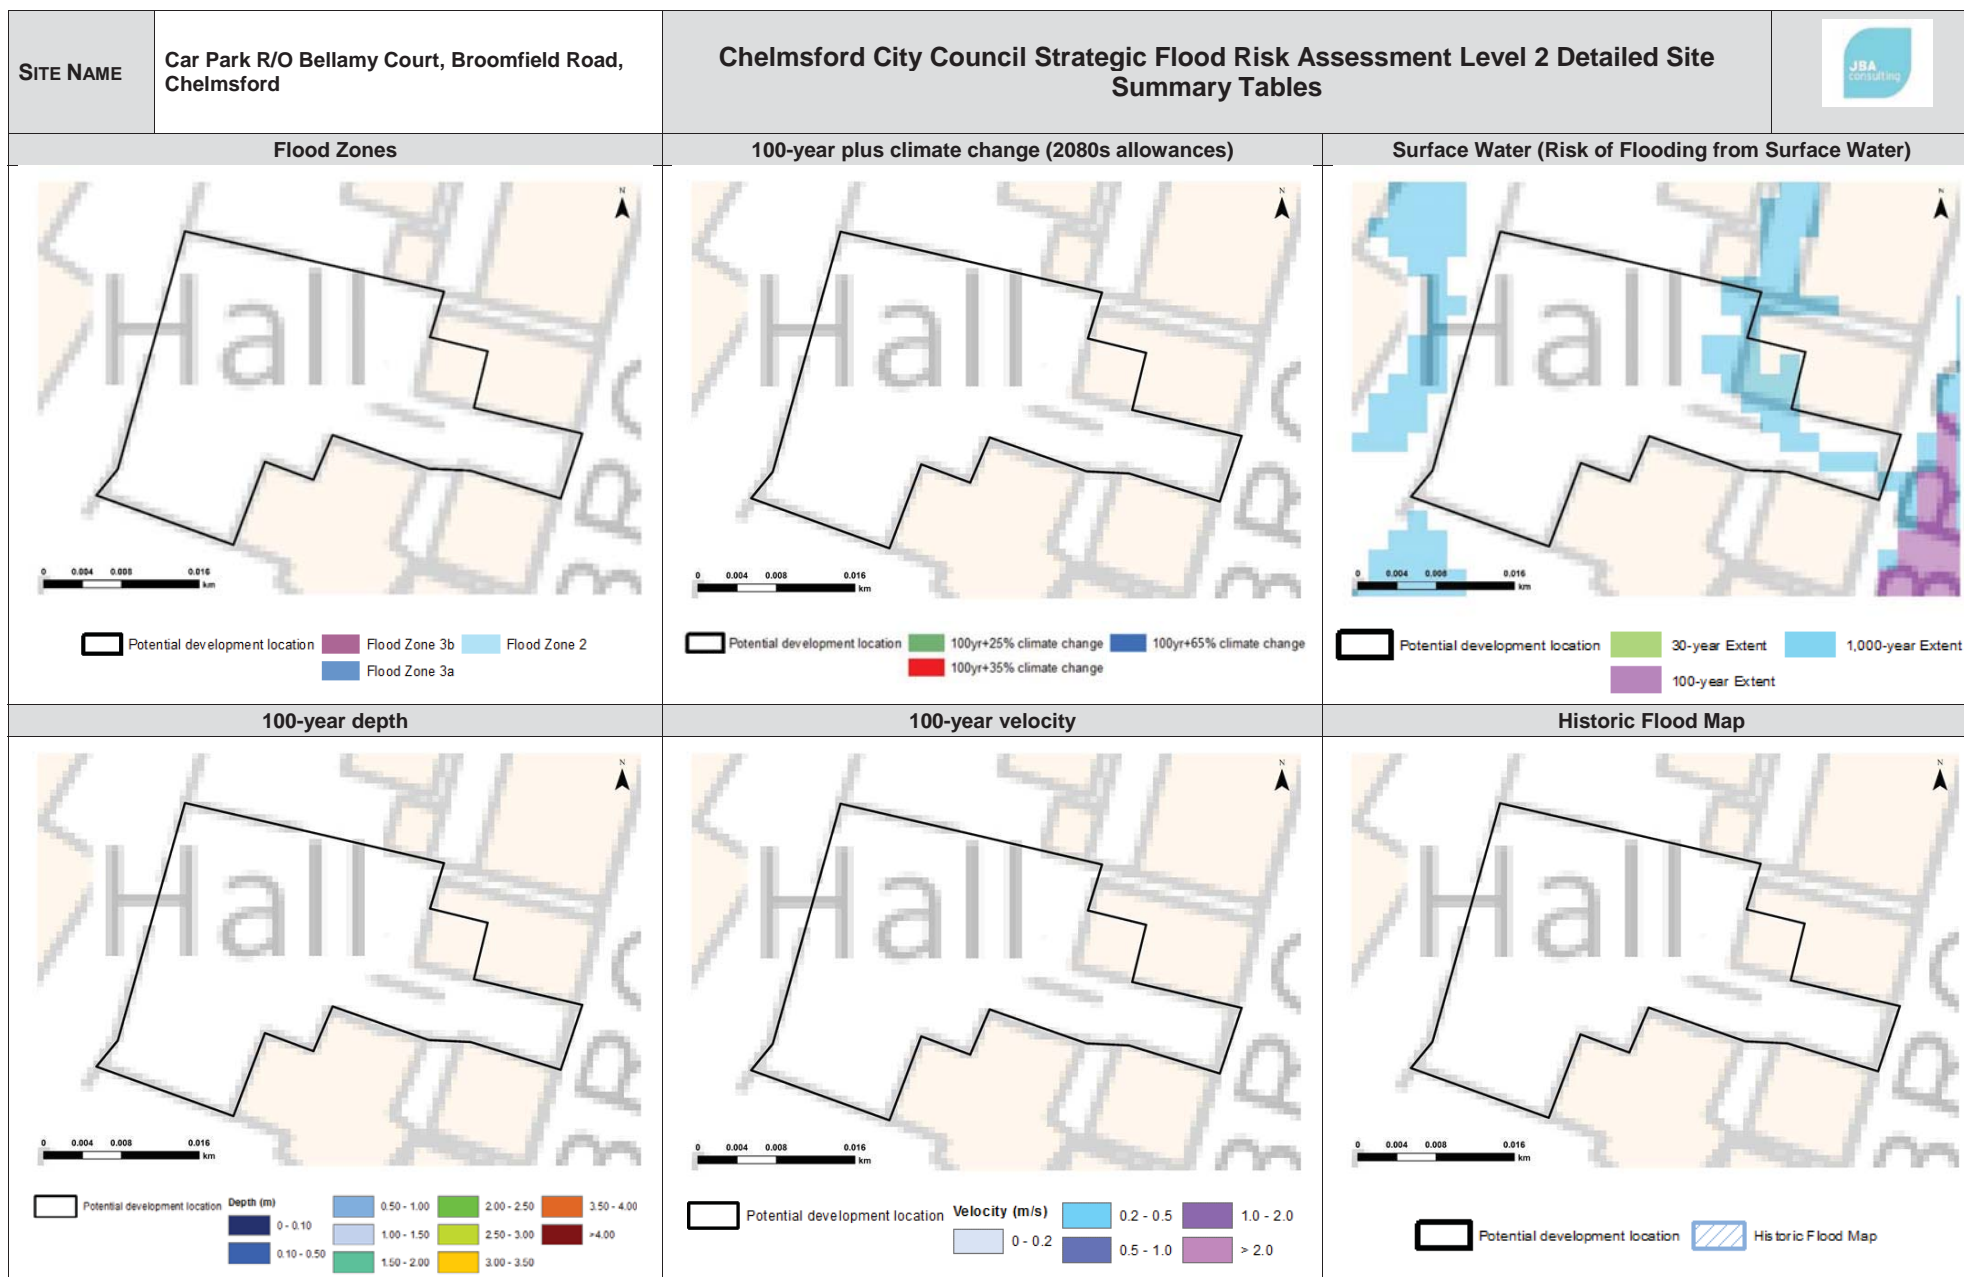 SITE NAME
Car Park R/O Bellamy Court, Broomfield Road,
Chelmsford
Chelmsford City Council Strategic Flood Risk Assessment Level 2 Detailed Site
Summary Tables
JBA
consulting
Flood Zones
100-year plus climate change (2080s allowances)
Surface Water (Risk of Flooding from Surface Water)
N
Hall
0 0.004 0.008 0.016
km
Potential development location
Flood Zone 3b
Flood Zone 2
Flood Zone 3a
N
Hall
0 0.004 0.008 0.016
km
Potential development location
100yr+25% climate change
100yr+65% climate change
100yr+35% climate change
N
Hall
0 0.004 0.008 0.016
km
Potential development location
30-year Extent
1,000-year Extent
100-year Extent
100-year depth
100-year velocity
Historic Flood Map
N
Hall
0 0.004 0.008 0.016
km
Potential development location
Depth (m)
0 - 0.10
0.10 - 0.50
0.50 - 1.00
1.00 - 1.50
1.50 - 2.00
2.00 - 2.50
2.50 - 3.00
3.00 - 3.50
3.50 - 4.00
>4.00
N
Hall
0 0.004 0.008 0.016
km
Potential development location
Velocity (m/s)
0 - 0.2
0.2 - 0.5
0.5 - 1.0
1.0 - 2.0
> 2.0
N
Hall
0 0.004 0.008 0.016
km
Potential development location
Historic Flood Map